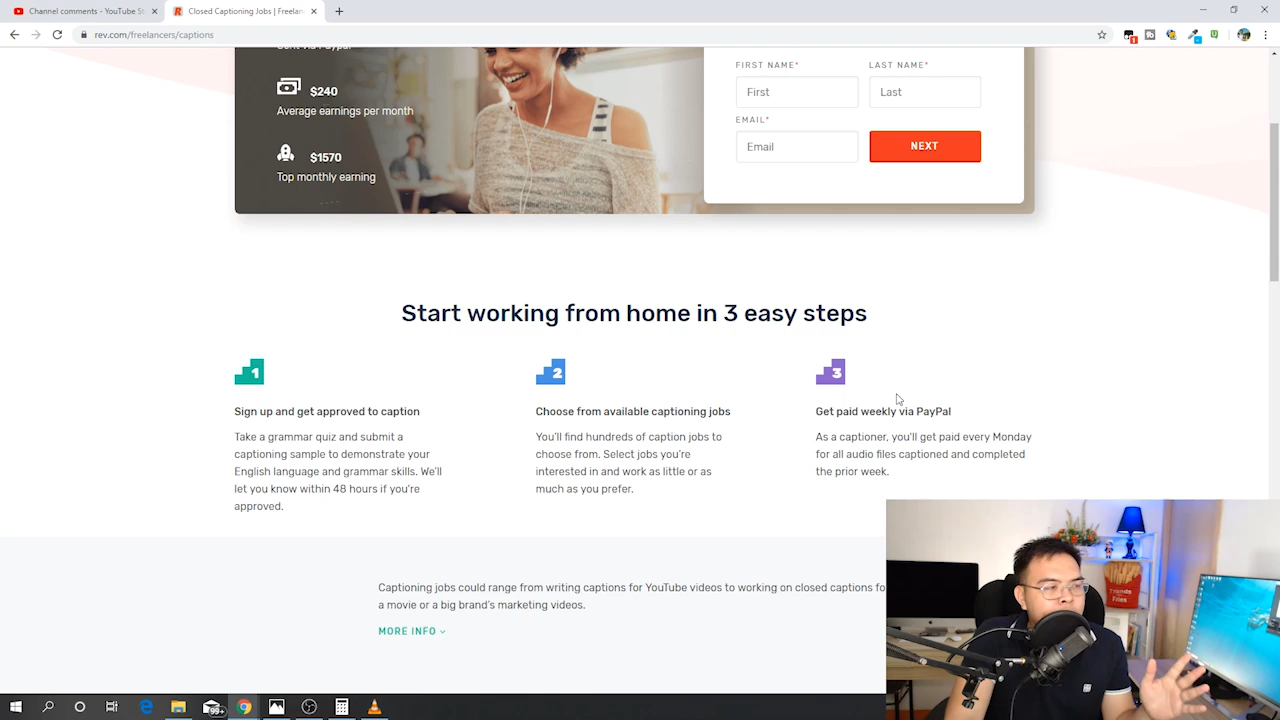 Channel comments - YouTube St
Closed Captioning Jobs | Freelan
rev.com/freelancers/captions
$240
Average earnings per month
$1570
Top monthly earning
FIRST NAME*
LAST NAME*
First
Last
EMAIL*
Email
NEXT
Start working from home in 3 easy steps
1
2
3
Sign up and get approved to caption
Take a grammar quiz and submit a
captioning sample to demonstrate your
English language and grammar skills. We'll
let you know within 48 hours if you're
approved.
Choose from available captioning jobs
You'll find hundreds of caption jobs to
choose from. Select jobs you're
interested in and work as little or as
much as you prefer.
Get paid weekly via PayPal
As a captioner, you'll get paid every Monday
for all audio files captioned and completed
the prior week.
Captioning jobs could range from writing captions for YouTube videos to working on closed captions fo
a movie or a big brand's marketing videos.
MORE INFO
99+